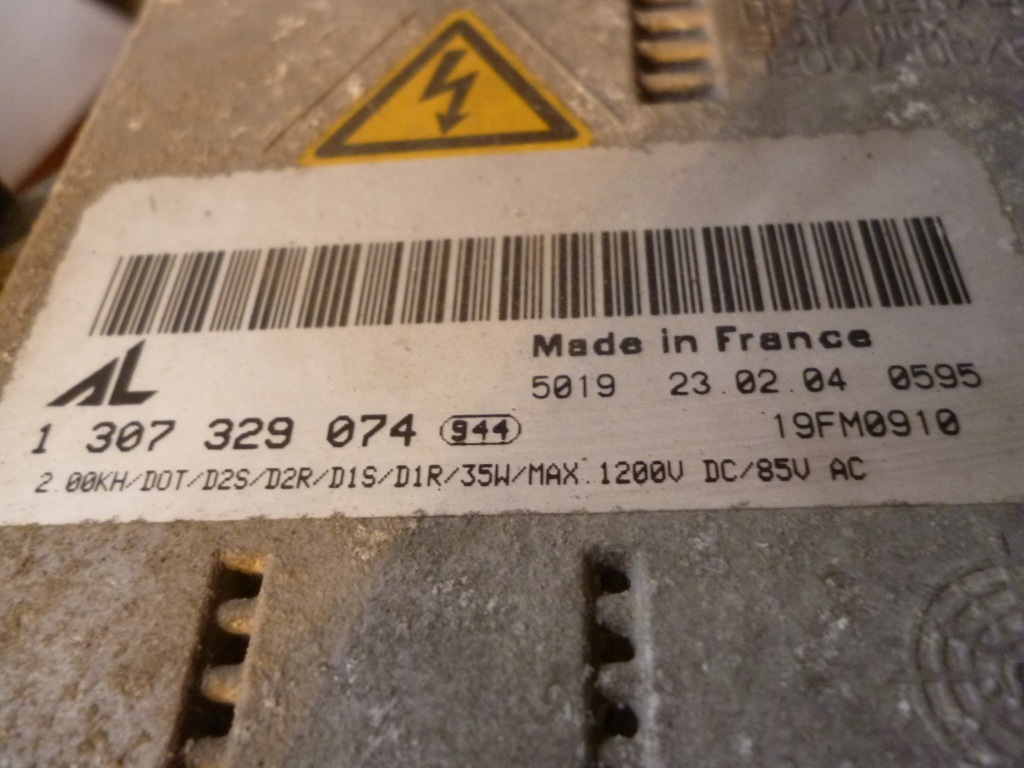 Made in France
AL
5019 23.02.04 0595
1 307 329 074 944
19FM0910
2.00KH/DOT/D2S/D2R/D1S/D1R/35W/MAX.1200V DC/85V AC